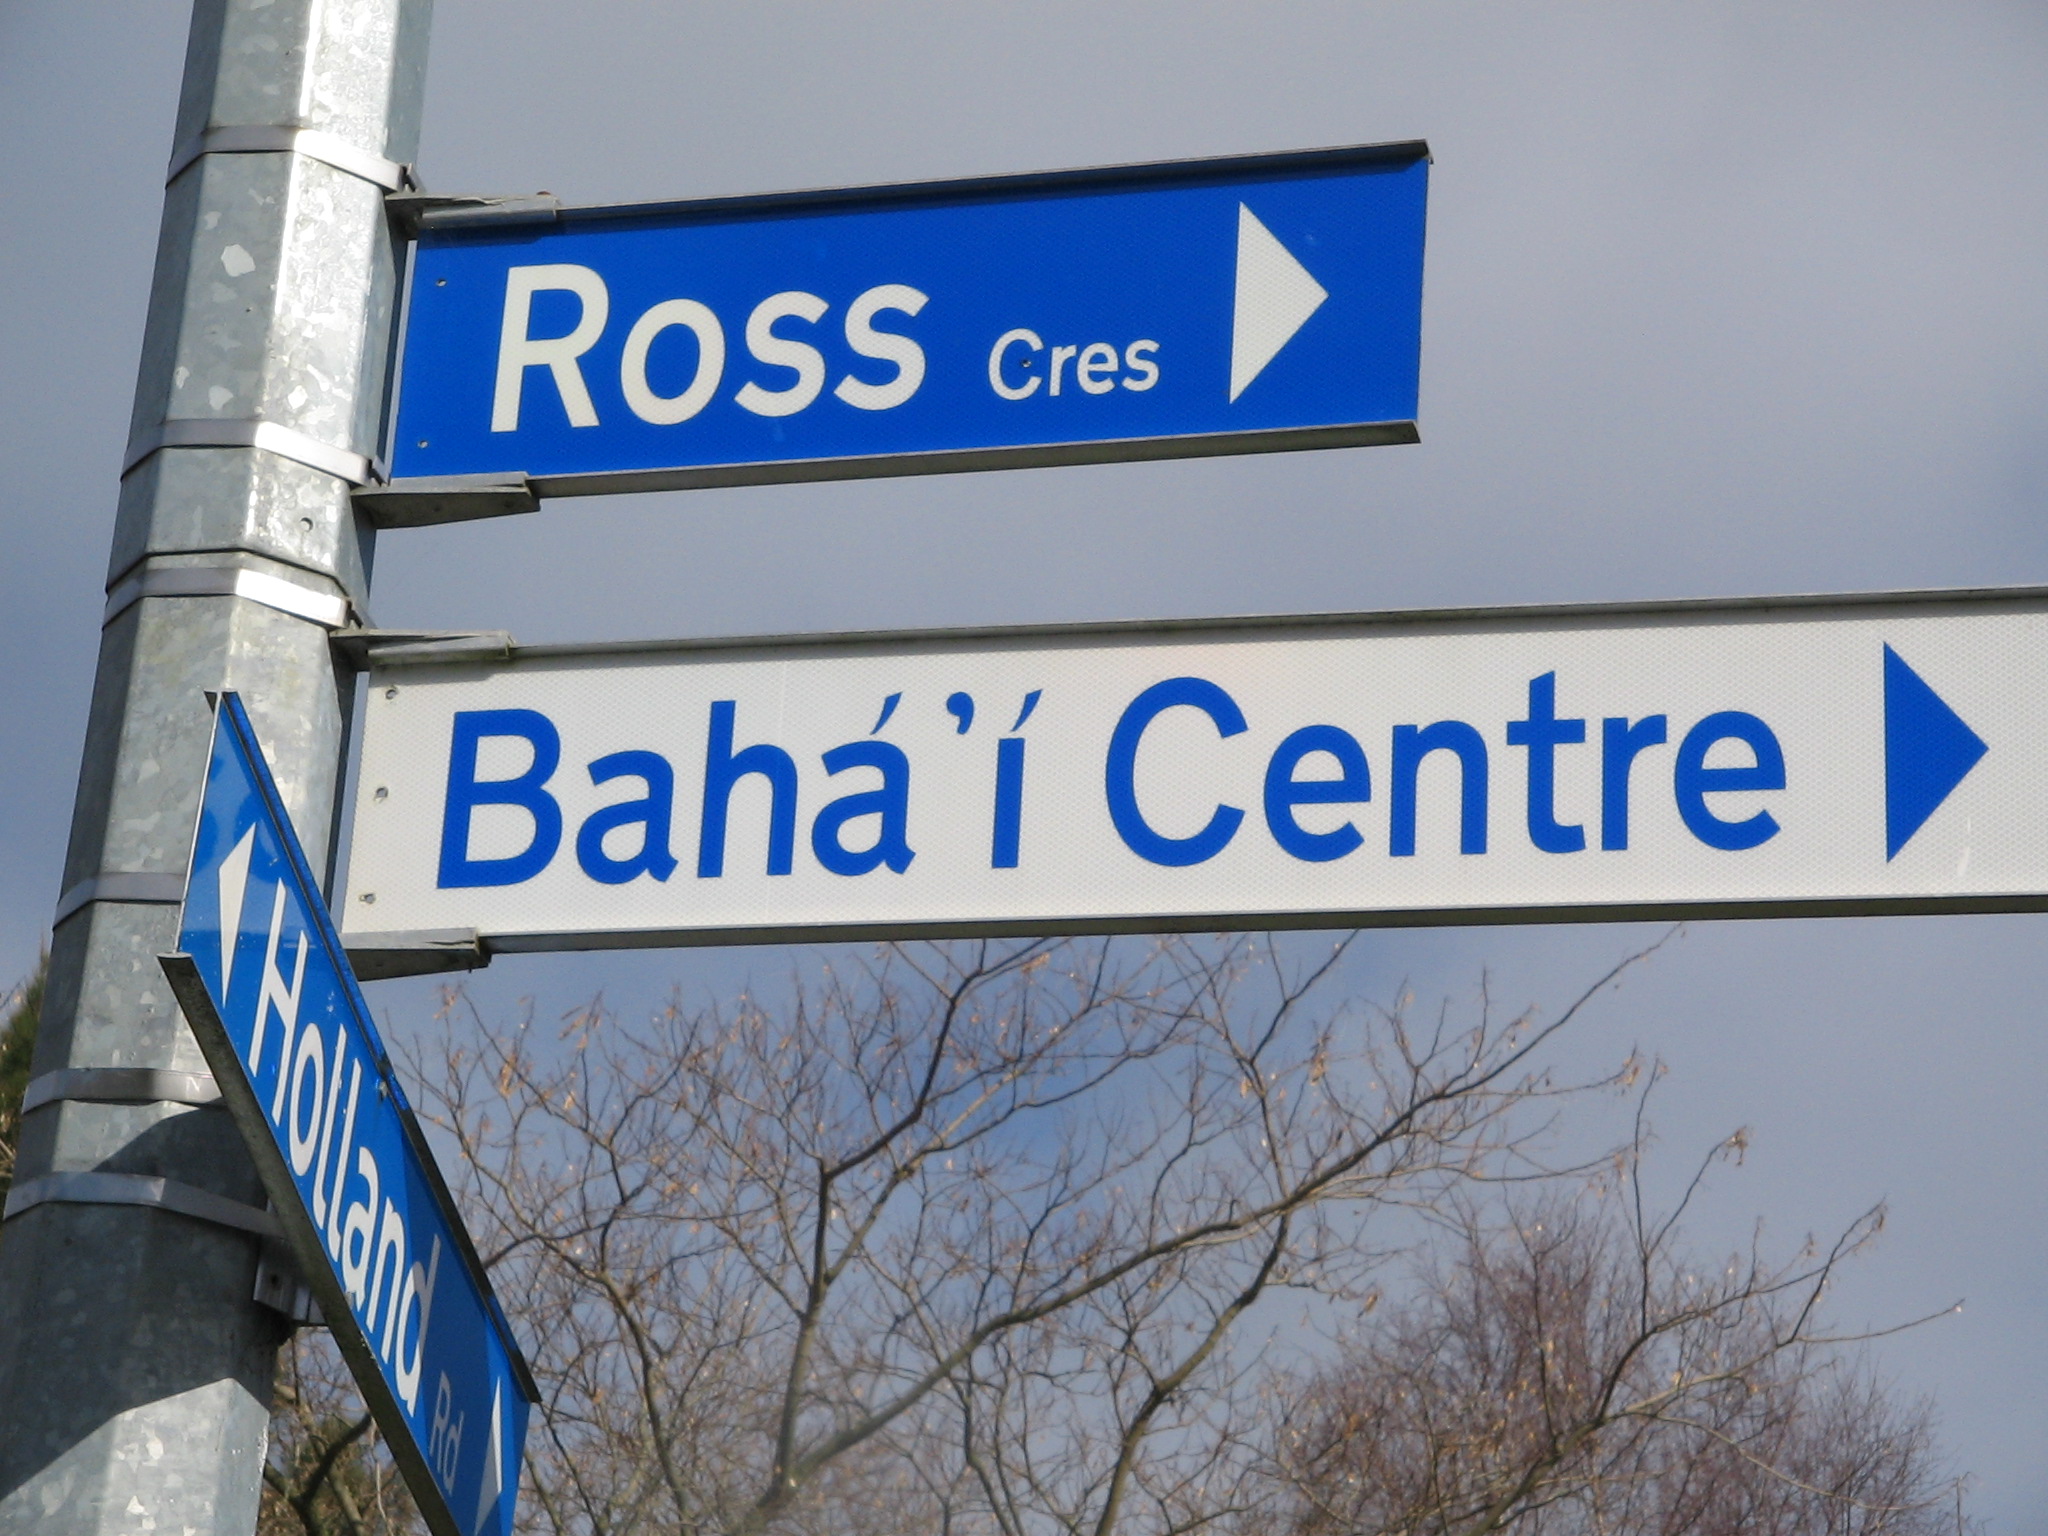 Ross Cres
Bahá'í Centre
Holland Rd